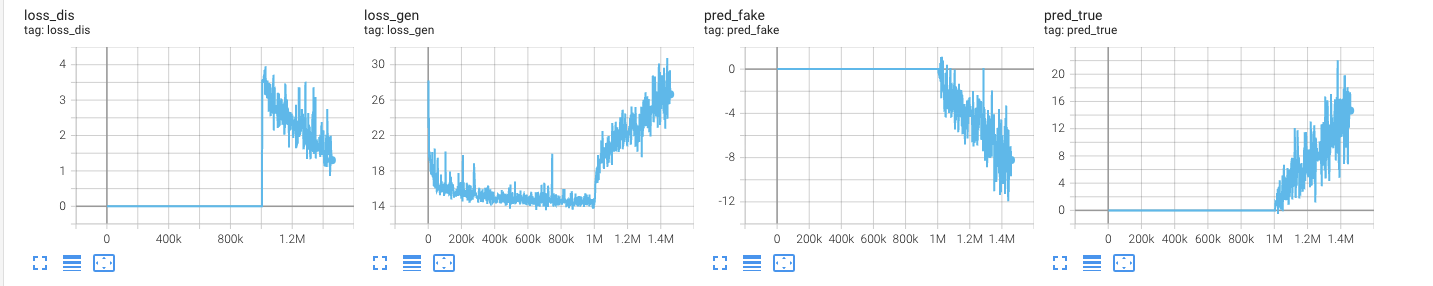 loss_dis
tag: loss_dis
4
3
2
1
0
0 400k 800k 1.2M
loss_gen
tag: loss_gen
30
26
22
18
14
0 200k 400k 600k 800k 1M 1.2M 1.4M
pred_fake
tag: pred_fake
0
-4
-8
-12
0 200k 400k 600k 800k 1M 1.2M 1.4M
pred_true
tag: pred_true
20
16
12
8
4
0
0 200k 400k 600k 800k 1M 1.2M 1.4M